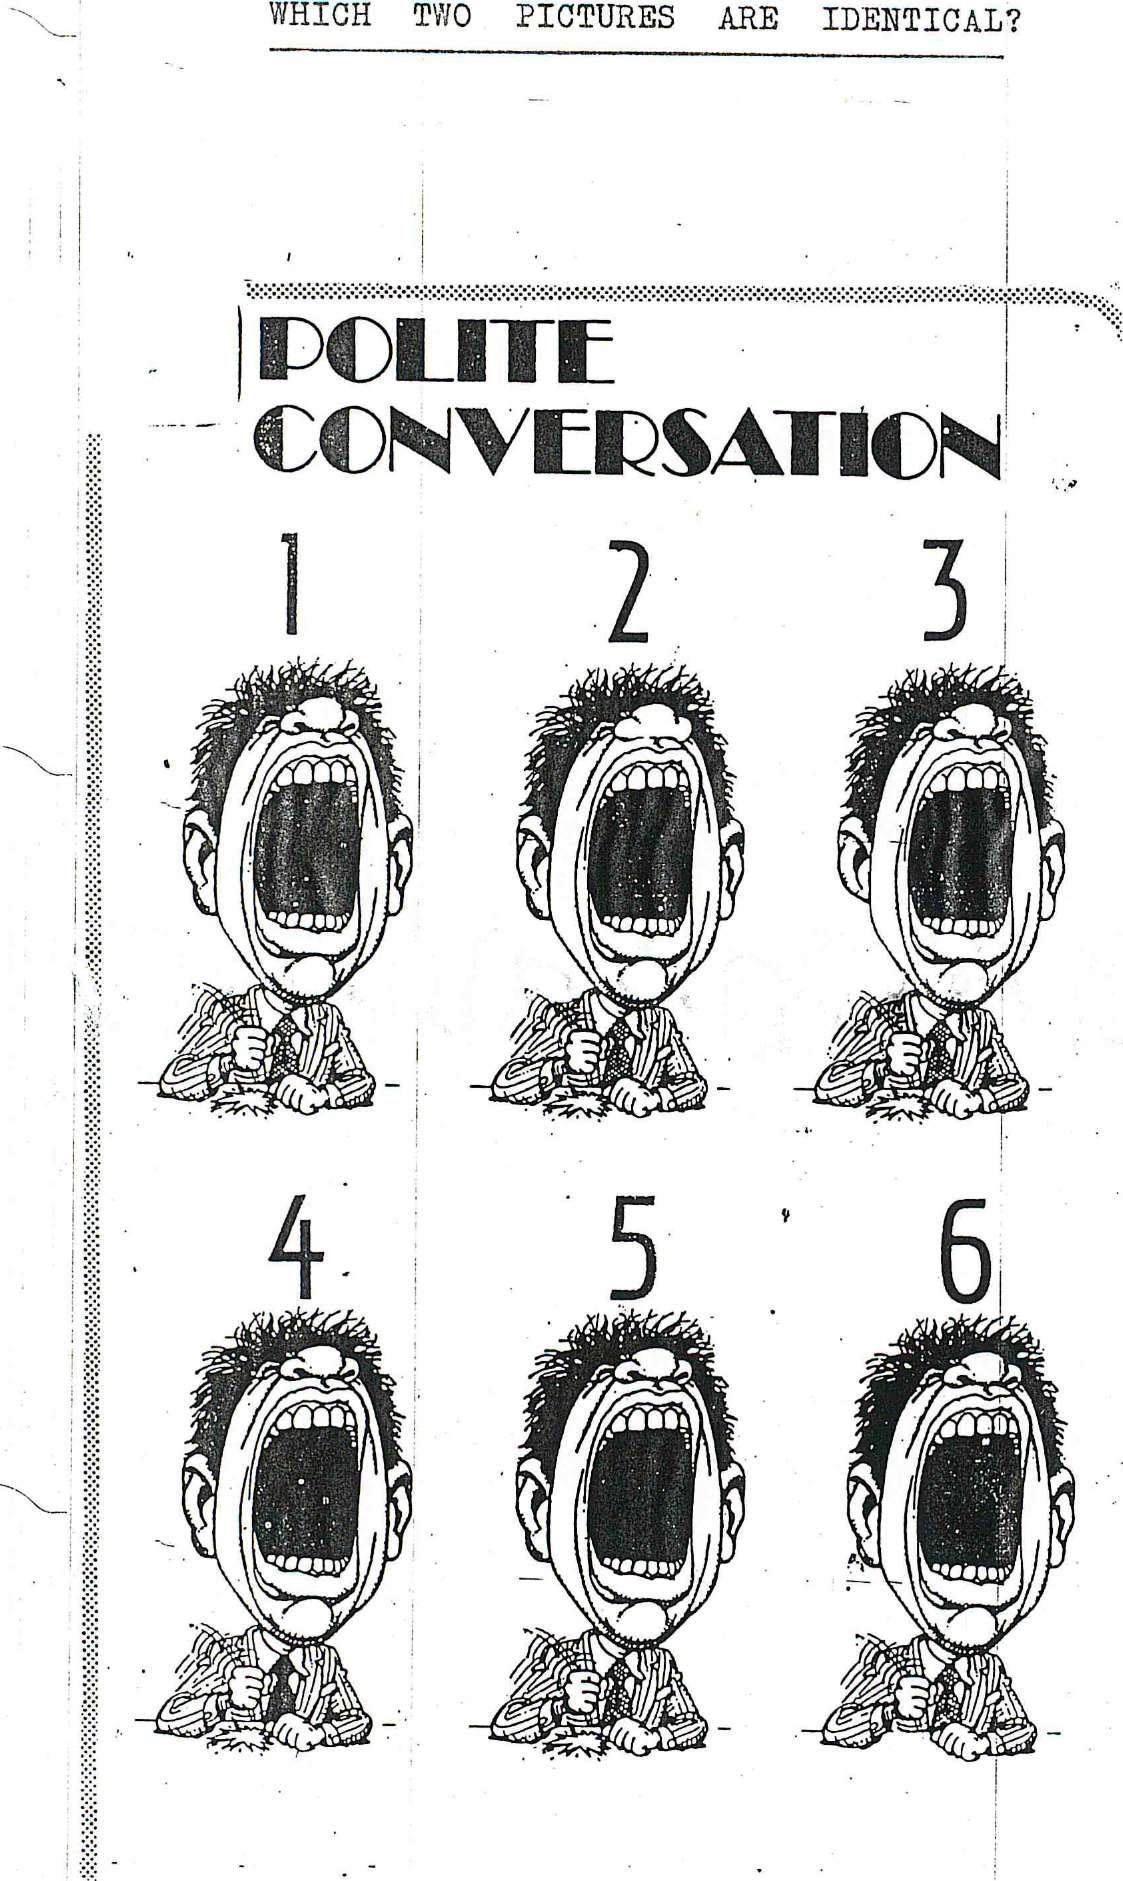 WHICH TWO PICTURES ARE IDENTICAL?
POLITE
CONVERSATION
1 2 3
4 5 6